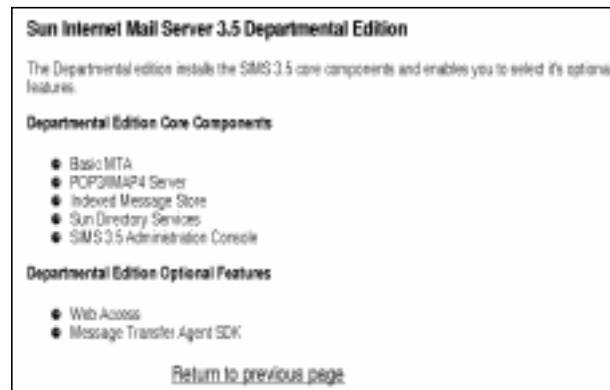 Sun Internet Mail Server 3.5 Departmental Edition
The Departmental edition installs the SIMS 3.5 core components and enables you to select it's optional
features.
Departmental Edition Core Components
Basic MTA
POP3/IMAP4 Server
Indexed Message Store
Sun Directory Services
SIMS 3.5 Administration Console
Departmental Edition Optional Features
Web Access
Message Transfer Agent SDK
Return to previous page